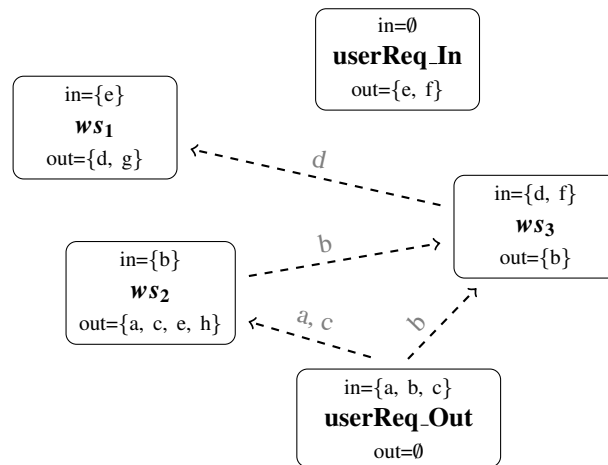 in=∅
userReq_In
out={e, f}
in={e}
ws₁
out={d, g}
d
in={d, f}
ws₃
out={b}
b
in={b}
ws₂
out={a, c, e, h}
a, c
b
in={a, b, c}
userReq_Out
out=∅